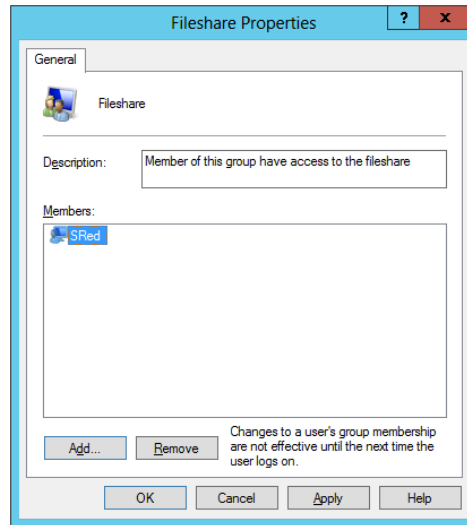 Fileshare Properties
? x
General
Fileshare
Description: Member of this group have access to the fileshare
Members:
SRed
Add... Remove
Changes to a user's group membership
are not effective until the next time the
user logs on.
OK Cancel Apply Help